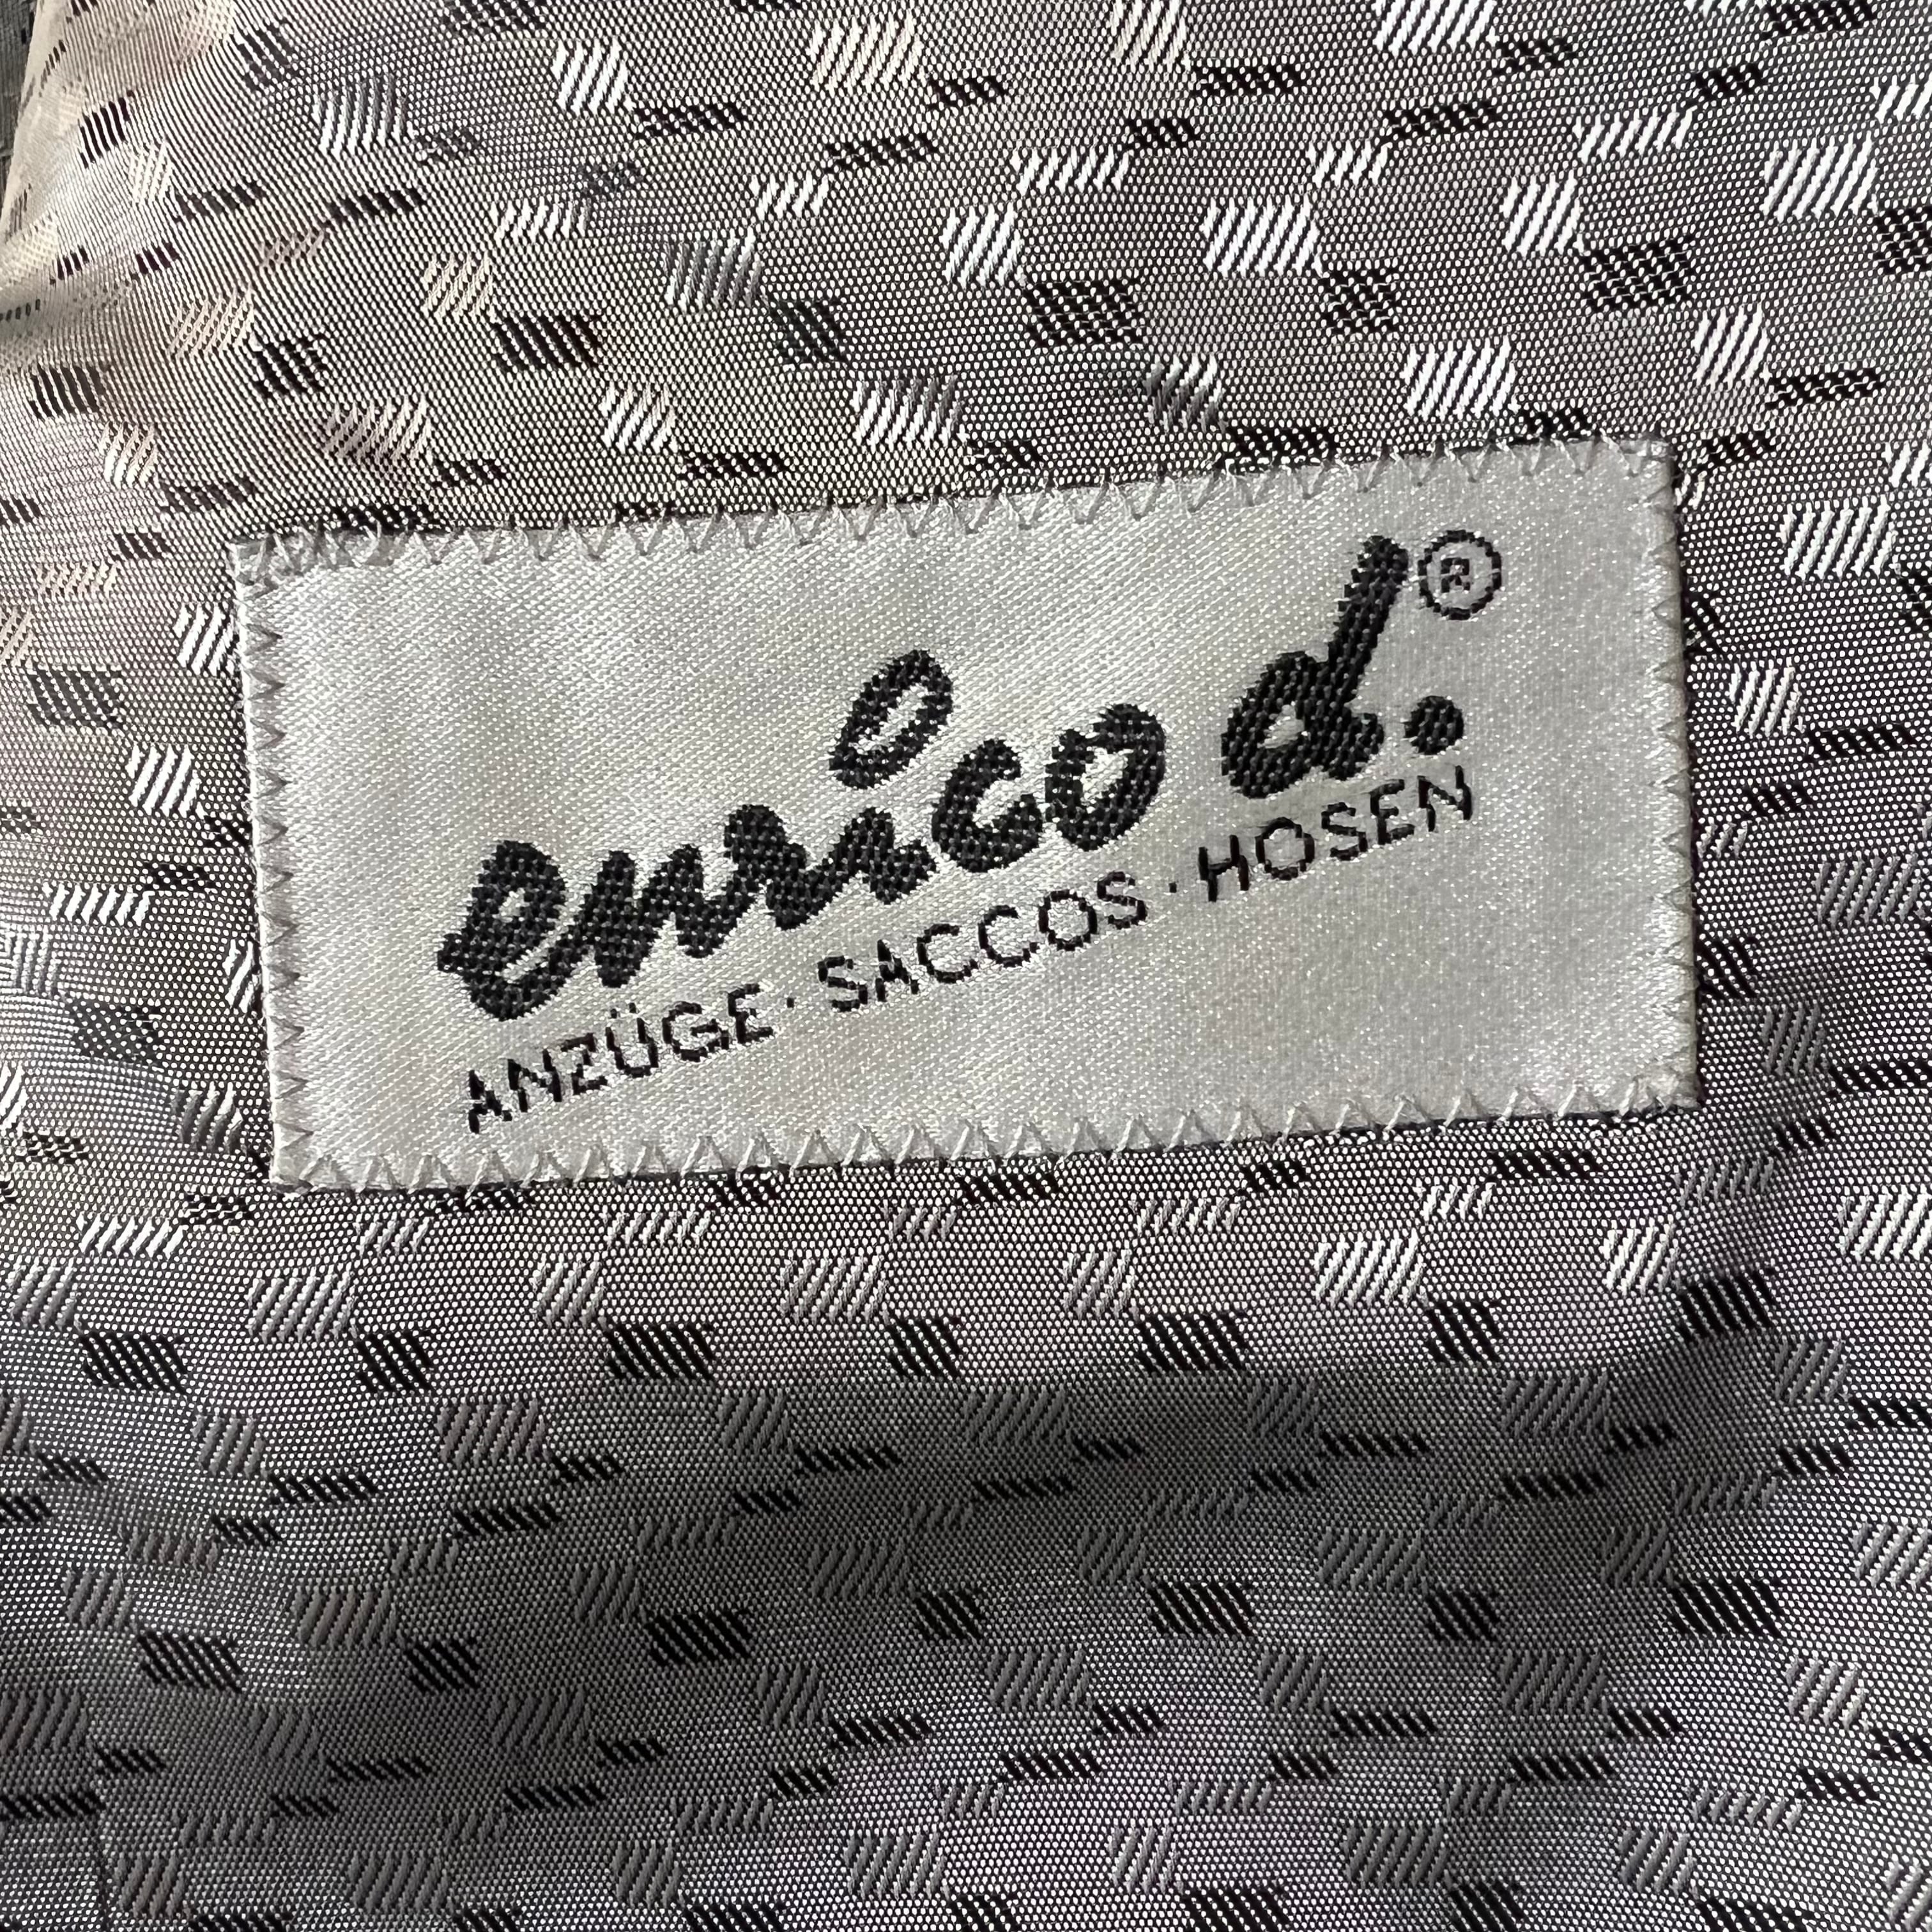 enrico d.®
ANZÜGE · SACCOS · HOSEN